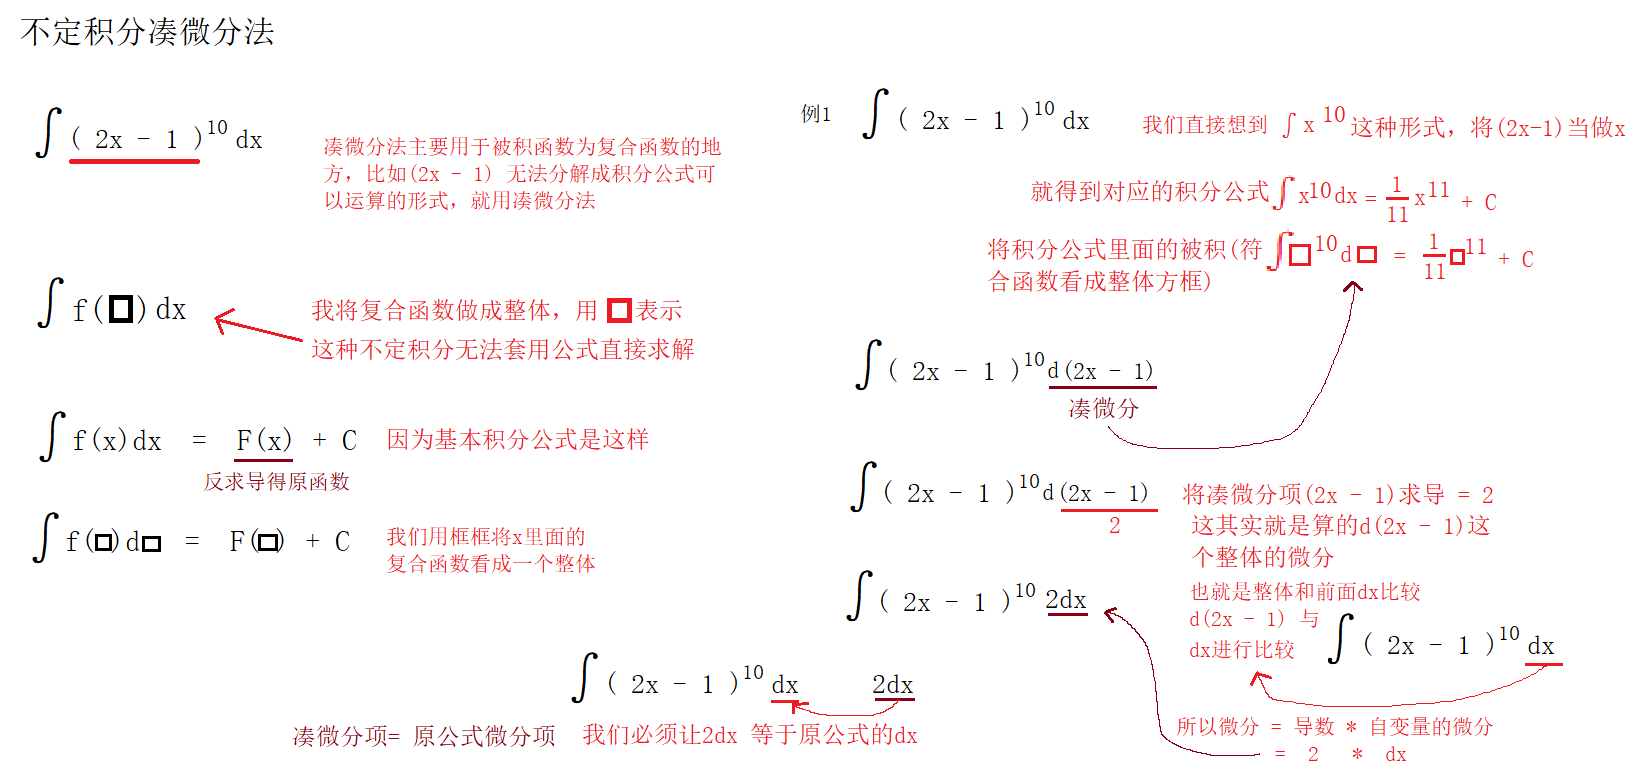 不定积分凑微分法
∫ ( 2x - 1 )^10 dx
凑微分法主要用于被积函数为复合函数的地
方，比如(2x - 1) 无法分解成积分公式可
以运算的形式，就用凑微分法
∫ f(□)dx
我将复合函数做成整体，用 □表示
这种不定积分无法套用公式直接求解
∫ f(x)dx = F(x) + C 因为基本积分公式是这样
反求导得原函数
∫ f(□)d□ = F(□) + C
我们用框框将x里面的
复合函数看成一个整体
例1 ∫ ( 2x - 1 )^10 dx 我们直接想到 ∫ x^10 这种形式，将(2x-1)当做x
就得到对应的积分公式∫ x^10 dx = 1/11 x^11 + C
将积分公式里面的被积(符 ∫□^10 d□ = 1/11 □^11 + C
合函数看成整体方框)
∫ ( 2x - 1 )^10 d(2x - 1)
凑微分
∫ ( 2x - 1 )^10 d(2x - 1) 将凑微分项(2x - 1)求导 = 2
2
这其实就是算的d(2x - 1)这
个整体的微分
∫ ( 2x - 1 )^10 2dx
也就是整体和前面dx比较
d(2x - 1) 与
dx进行比较 ∫ ( 2x - 1 )^10 dx
所以微分 = 导数 * 自变量的微分
= 2 * dx
∫ ( 2x - 1 )^10 dx 2dx
凑微分项= 原公式微分项 我们必须让2dx 等于原公式的dx